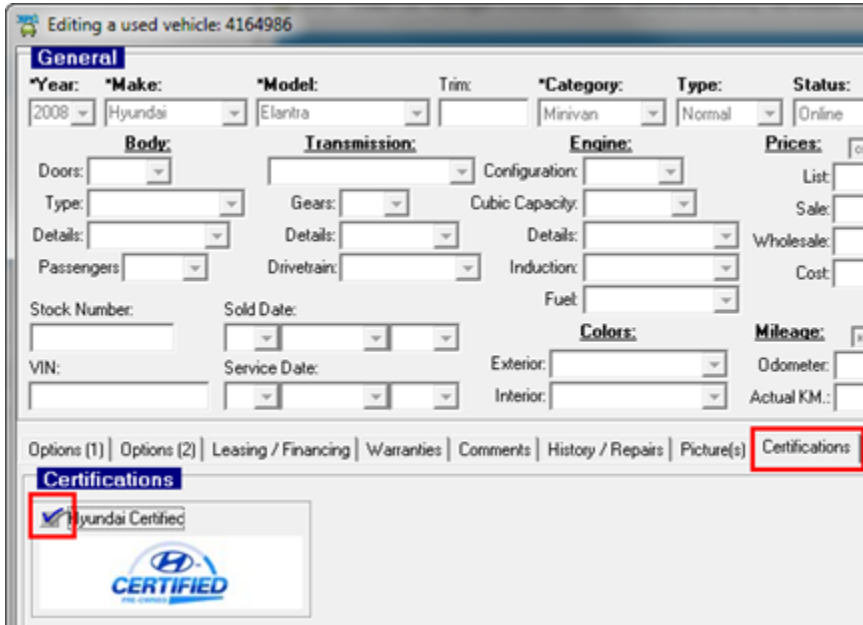 Editing a used vehicle: 4164986
General
*Year: *Make: *Model: Trim: *Category: Type: Status:
2008 Hyundai Elantra Minivan Normal Online
Body: Transmission: Engine: Prices:
Doors: Configuration: List:
Type: Gears: Cubic Capacity: Sale:
Details: Details: Details: Wholesale:
Passengers Drivetrain: Induction: Cost:
Fuel:
Stock Number: Sold Date:
Colors: Mileage:
VIN: Service Date: Exterior: Odometer:
Interior: Actual KM.:
Options (1) Options (2) Leasing / Financing Warranties Comments History / Repairs Picture(s) Certifications
Certifications
Hyundai Certified
CERTIFIED
PRE-OWNED